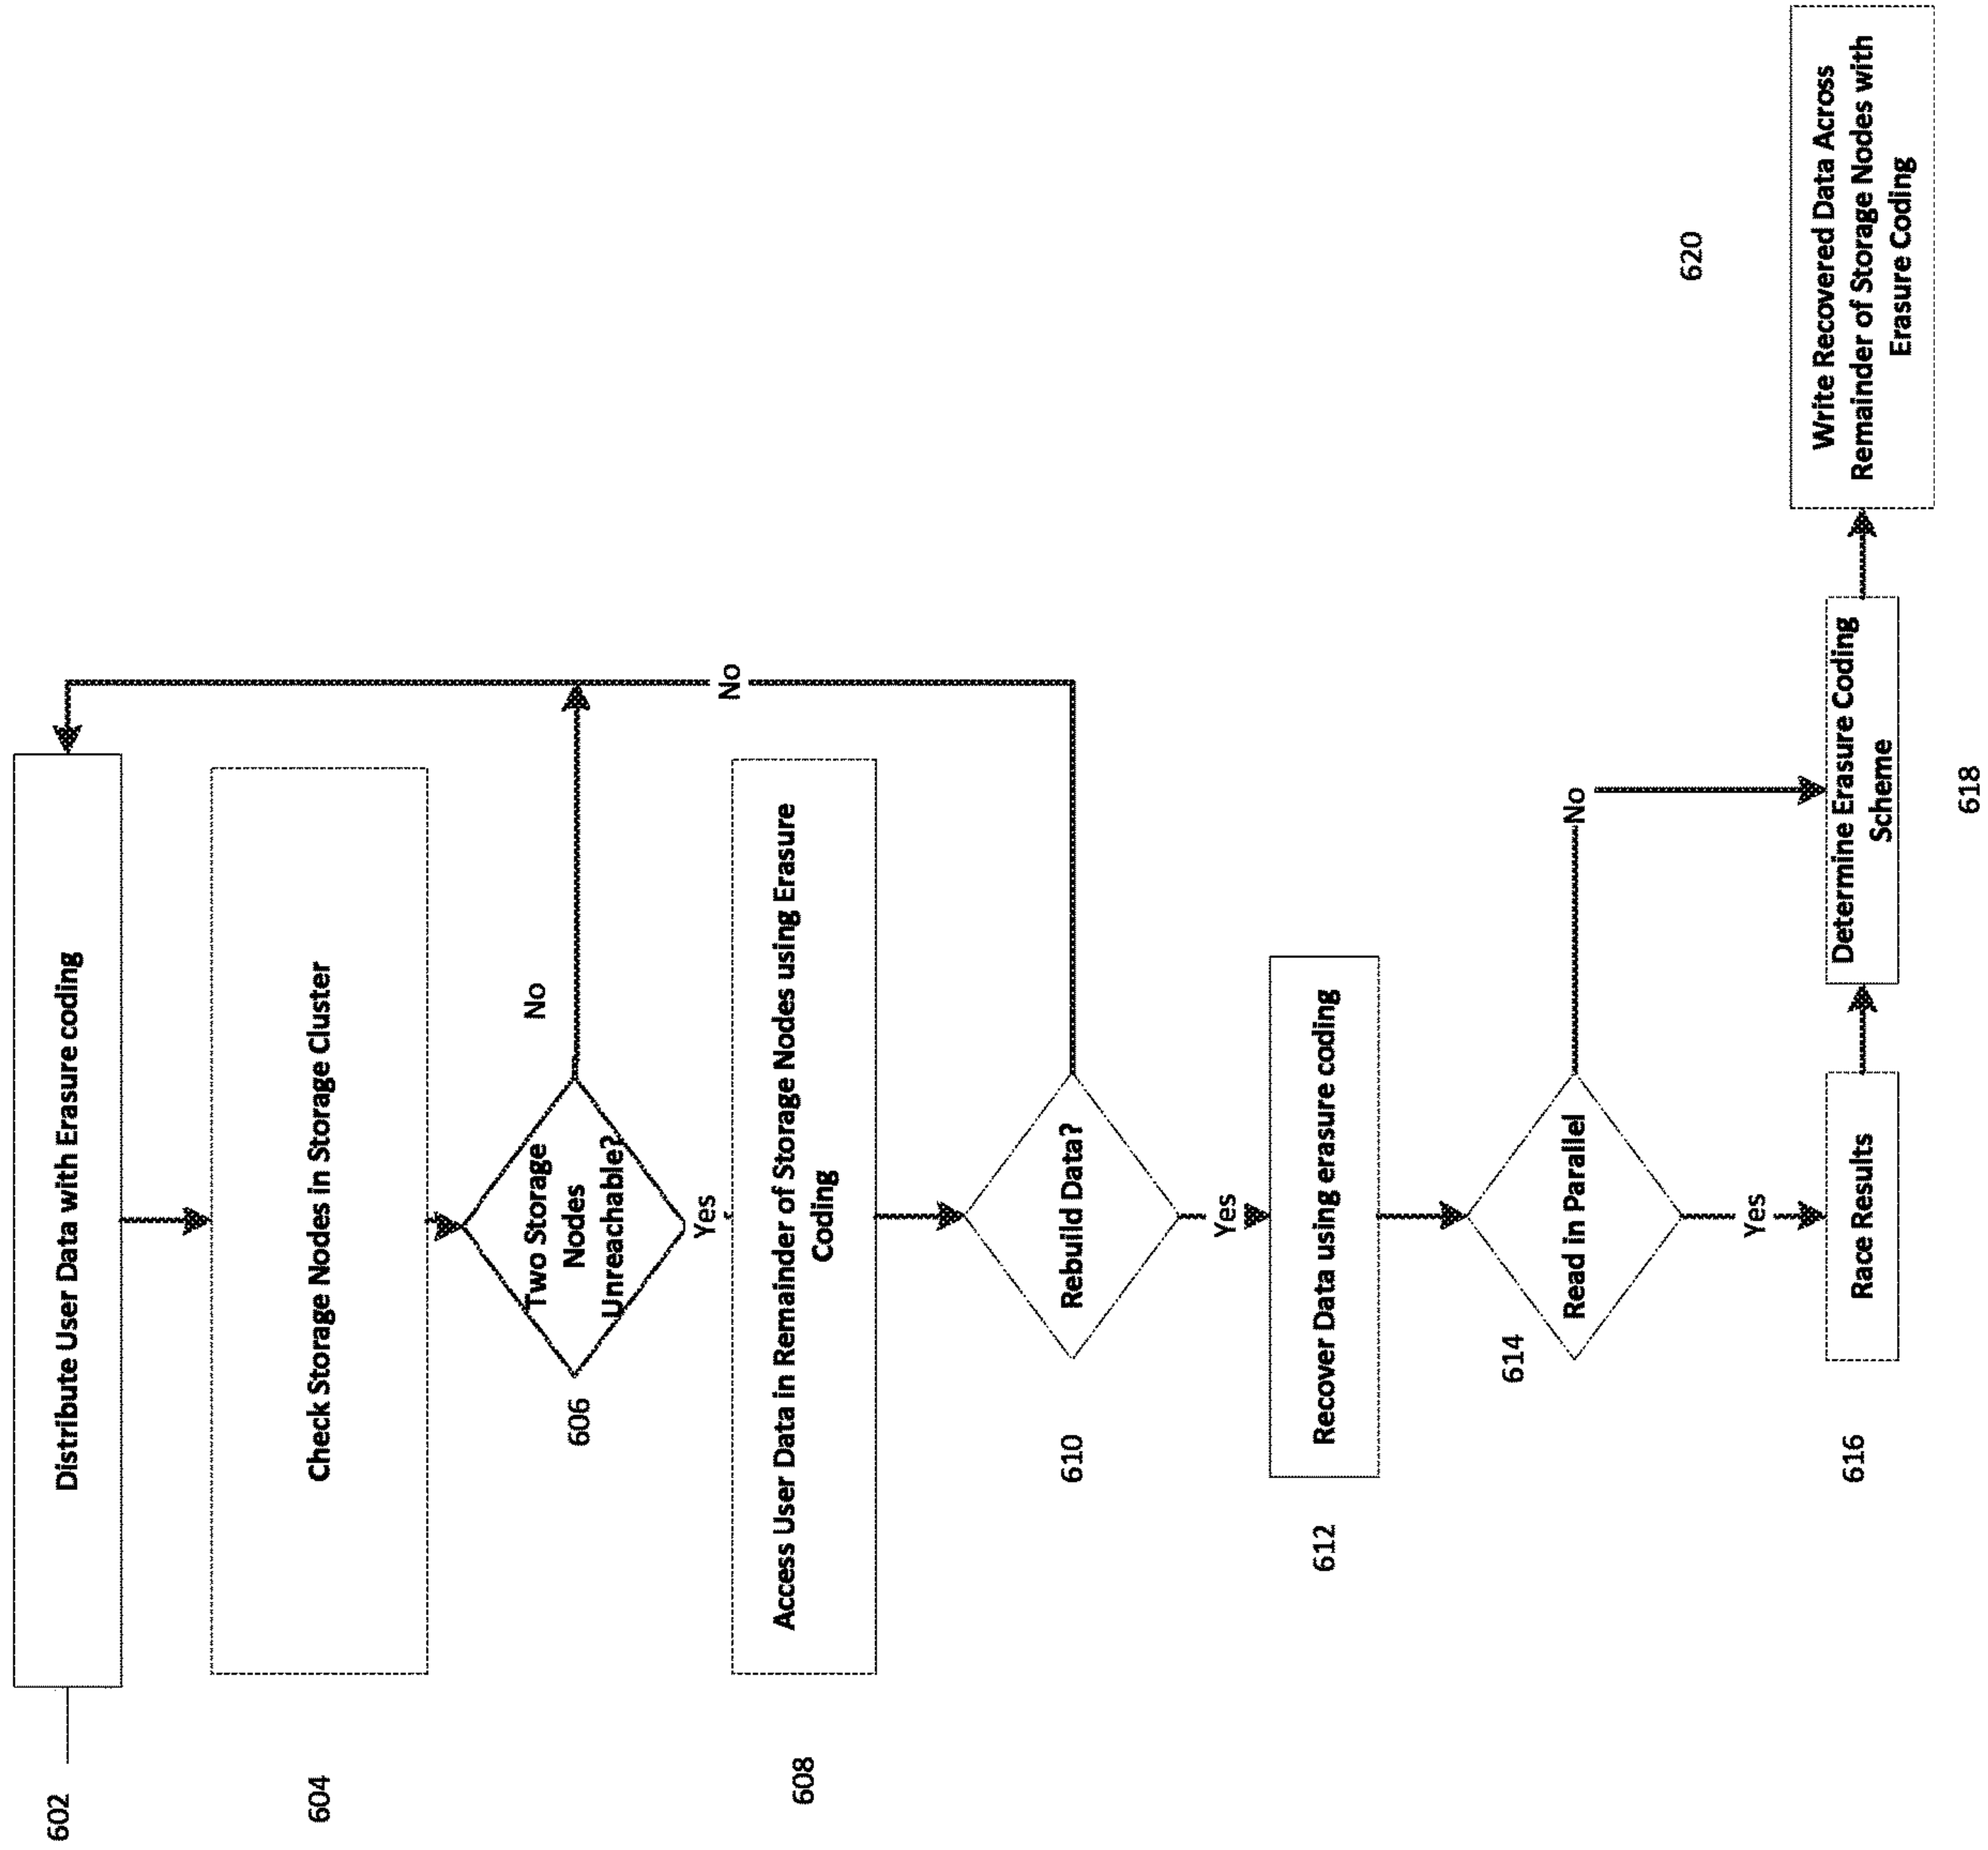 602
Distribute User Data with Erasure coding
604
Check Storage Nodes in Storage Cluster
606
Two Storage
Nodes
Unreachable?
No
Yes
608
Access User Data in Remainder of Storage Nodes using Erasure
Coding
610
Rebuild Data?
No
Yes
612
Recover Data using erasure coding
614
Read in Parallel
No
Yes
616
Race Results
Determine Erasure Coding
Scheme
618
620
Write Recovered Data Across
Remainder of Storage Nodes with
Erasure Coding